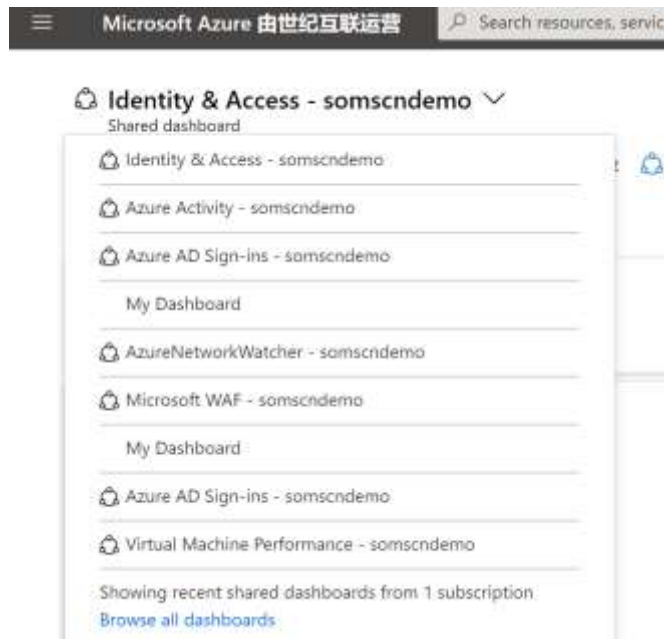 Microsoft Azure 由世纪互联运营
Search resources, servic
Identity & Access - somscndemo
Shared dashboard
Identity & Access - somscndemo
Azure Activity - somscndemo
Azure AD Sign-ins - somscndemo
My Dashboard
AzureNetworkWatcher - somscndemo
Microsoft WAF - somscndemo
My Dashboard
Azure AD Sign-ins - somscndemo
Virtual Machine Performance - somscndemo
Showing recent shared dashboards from 1 subscription
Browse all dashboards